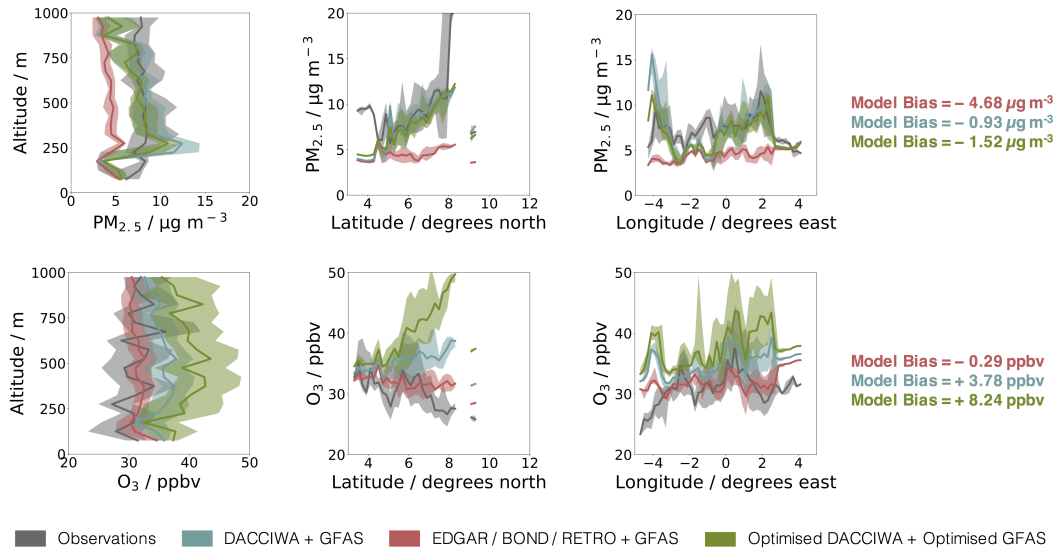 1000
750
500
250
0
Altitude / m
0 5 10 15 20
PM2.5 / μg m−3
20
15
10
5
0
PM2.5 / μg m−3
4 6 8 10 12
Latitude / degrees north
20
15
10
5
0
PM2.5 / μg m−3
−4 −2 0 2 4
Longitude / degrees east
Model Bias = − 4.68 μg m-3
Model Bias = − 0.93 μg m-3
Model Bias = − 1.52 μg m-3
1000
750
500
250
0
Altitude / m
20 30 40 50
O3 / ppbv
50
40
30
20
O3 / ppbv
4 6 8 10 12
Latitude / degrees north
50
40
30
20
O3 / ppbv
−4 −2 0 2 4
Longitude / degrees east
Model Bias = − 0.29 ppbv
Model Bias = + 3.78 ppbv
Model Bias = + 8.24 ppbv
Observations DACCIWA + GFAS EDGAR / BOND / RETRO + GFAS Optimised DACCIWA + Optimised GFAS